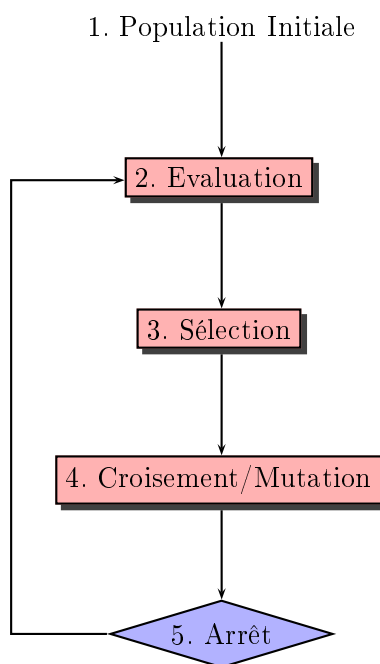 1. Population Initiale
2. Evaluation
3. Sélection
4. Croisement/Mutation
5. Arrêt